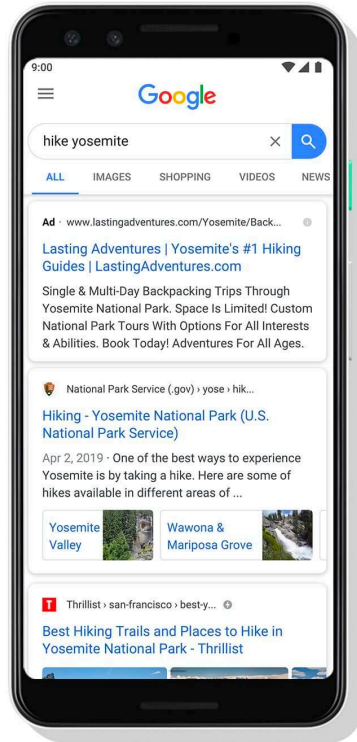 9:00
Google
hike yosemite
ALL IMAGES SHOPPING VIDEOS NEWS
Ad · www.lastingadventures.com/Yosemite/Back...
Lasting Adventures | Yosemite's #1 Hiking
Guides | LastingAdventures.com
Single & Multi-Day Backpacking Trips Through
Yosemite National Park. Space Is Limited! Custom
National Park Tours With Options For All Interests
& Abilities. Book Today! Adventures For All Ages.
National Park Service (.gov) › yose › hik...
Hiking - Yosemite National Park (U.S.
National Park Service)
Apr 2, 2019 · One of the best ways to experience
Yosemite is by taking a hike. Here are some of
hikes available in different areas of ...
Yosemite Wawona &
Valley Mariposa Grove
T Thrillist › san-francisco › best-y...
Best Hiking Trails and Places to Hike in
Yosemite National Park - Thrillist